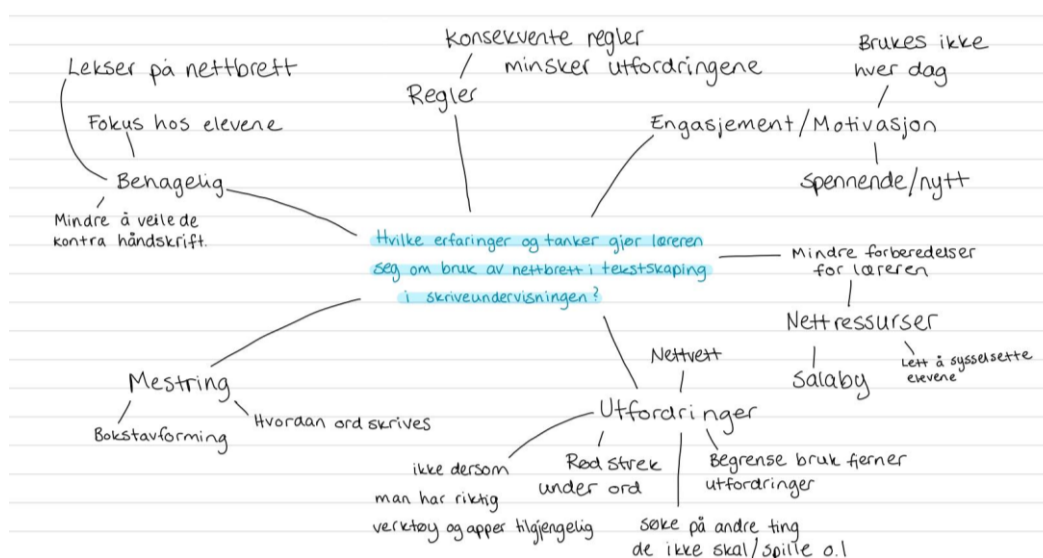 Konsekvente regler
minsker utfordringene
Regler
Lekser på nettbrett
Fokus hos elevene
Behagelig
Mindre å veilede
kontra håndskrift.
Brukes ikke
hver dag
Engasjement/Motivasjon
Spennende/nytt
Hvilke erfaringer og tanker gjør læreren
seg om bruk av nettbrett i tekstskaping
i skriveundervisningen?
Mindre forberedelser
for læreren
Nettressurser
Salaby
Lett å sysselsette
elevene
Mestring
Bokstavforming
Hvordan ord skrives
Nettvett
Utfordringer
ikke dersom
man har riktig
verktøy og apper tilgjengelig
Rød strek
under ord
Søke på andre ting
de ikke skal/spille o.l
Begrense bruk fjerner
utfordringer